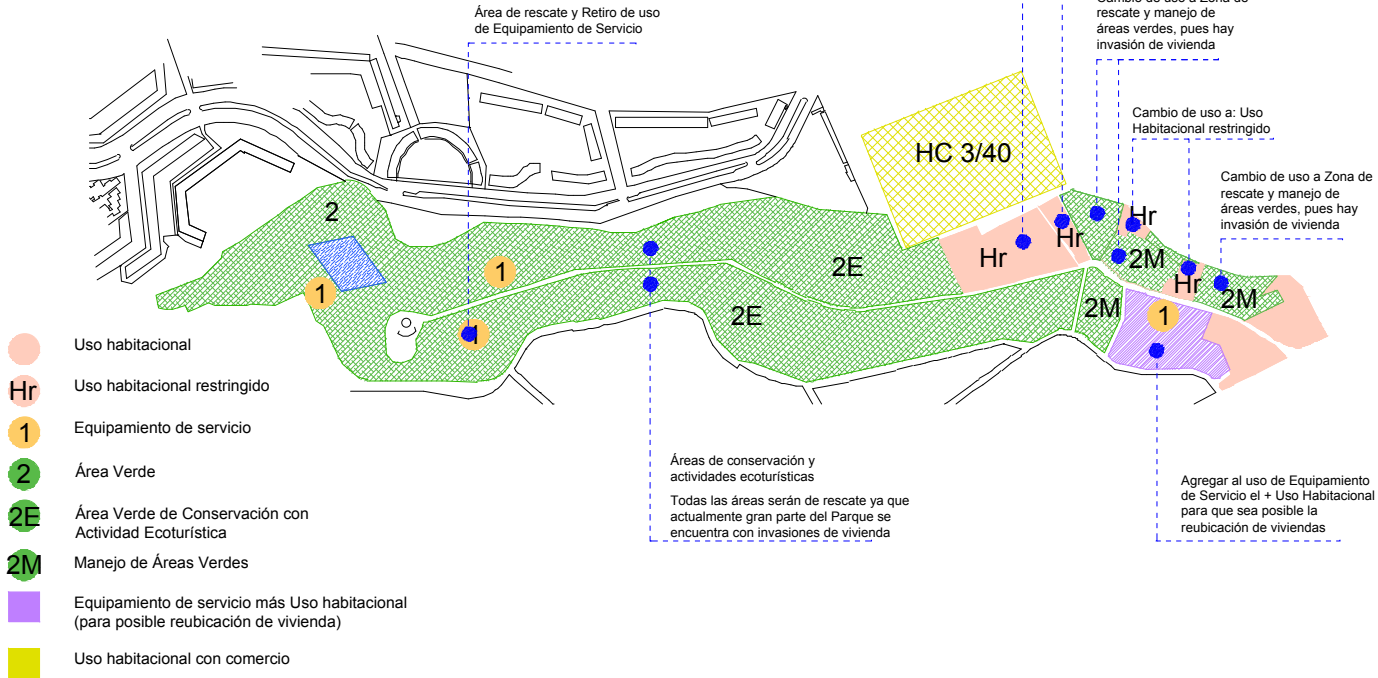 Área de rescate y Retiro de uso
de Equipamiento de Servicio
Cambio de uso a Zona de
rescate y manejo de
áreas verdes, pues hay
invasión de vivienda
Cambio de uso a: Uso
Habitacional restringido
Cambio de uso a Zona de
rescate y manejo de
áreas verdes, pues hay
invasión de vivienda
HC 3/40
2
1
1
1
2E
2E
Hr
Hr
Hr
2M
Hr
2M
2M
1
Uso habitacional
Hr
Uso habitacional restringido
1
Equipamiento de servicio
2
Área Verde
2E
Área Verde de Conservación con
Actividad Ecoturística
2M
Manejo de Áreas Verdes
Equipamiento de servicio más Uso habitacional
(para posible reubicación de vivienda)
Uso habitacional con comercio
Áreas de conservación y
actividades ecoturísticas
Todas las áreas serán de rescate ya que
actualmente gran parte del Parque se
encuentra con invasiones de vivienda
Agregar al uso de Equipamiento
de Servicio el + Uso Habitacional
para que sea posible la
reubicación de viviendas